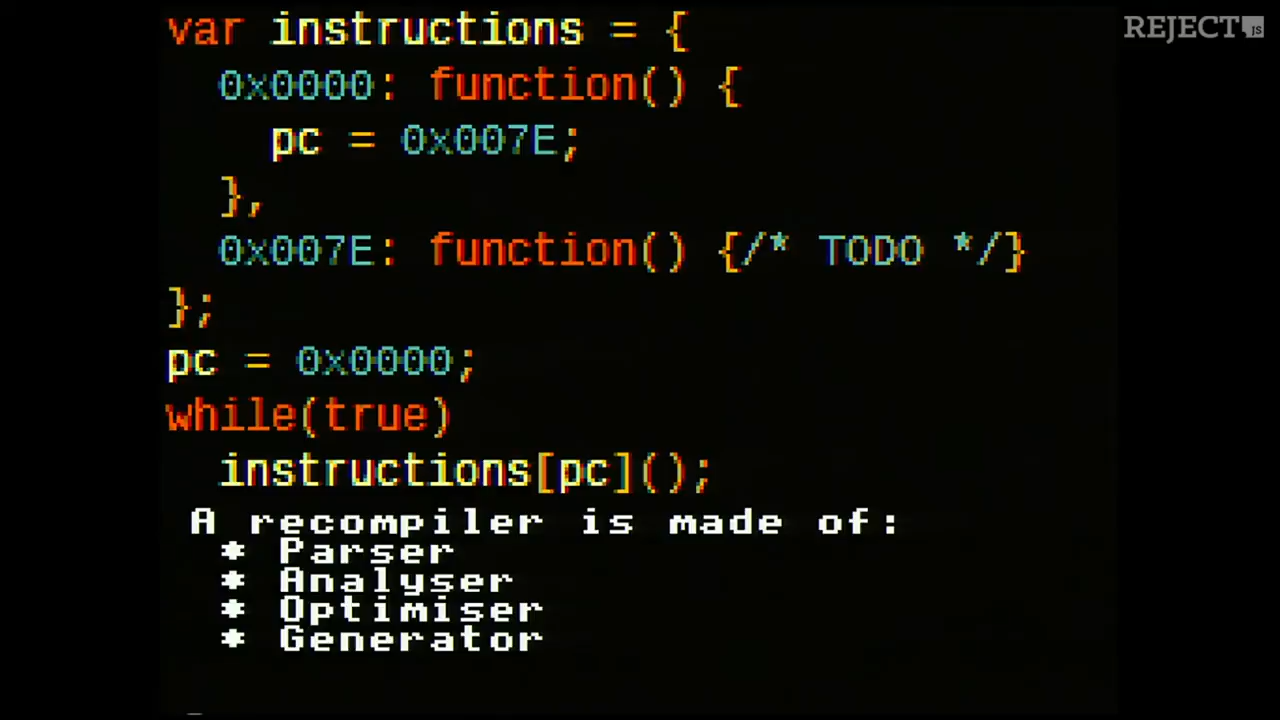 REJECT JS
var instructions = {
  0x0000: function() {
    pc = 0x007E;
  },
  0x007E: function() {/* TODO */}
};
pc = 0x0000;
while(true)
  instructions[pc]();
A recompiler is made of:
* Parser
* Analyser
* Optimiser
* Generator